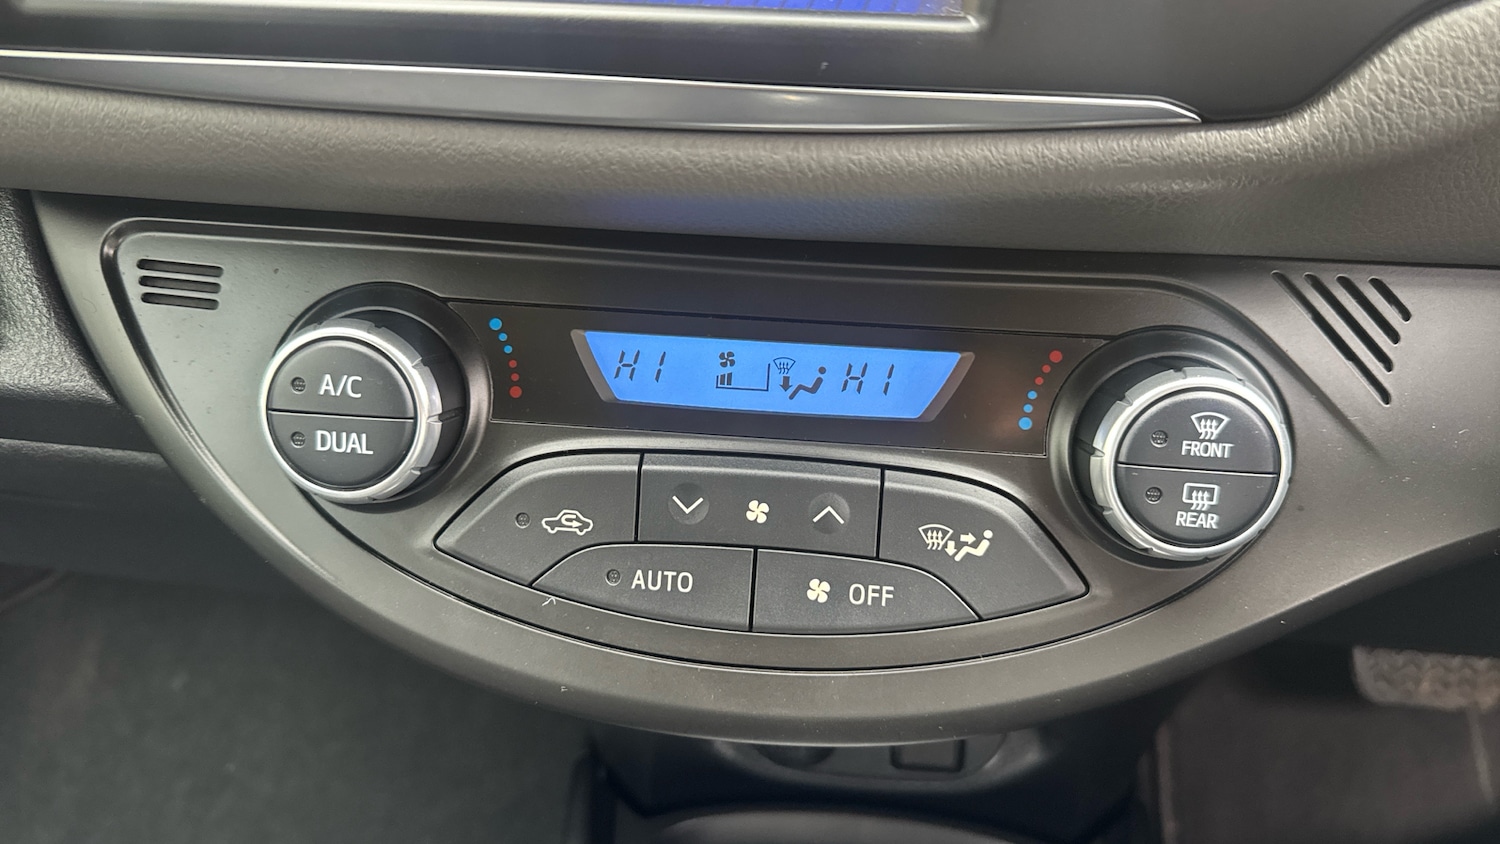 HI HI
A/C
DUAL
FRONT
REAR
AUTO
OFF